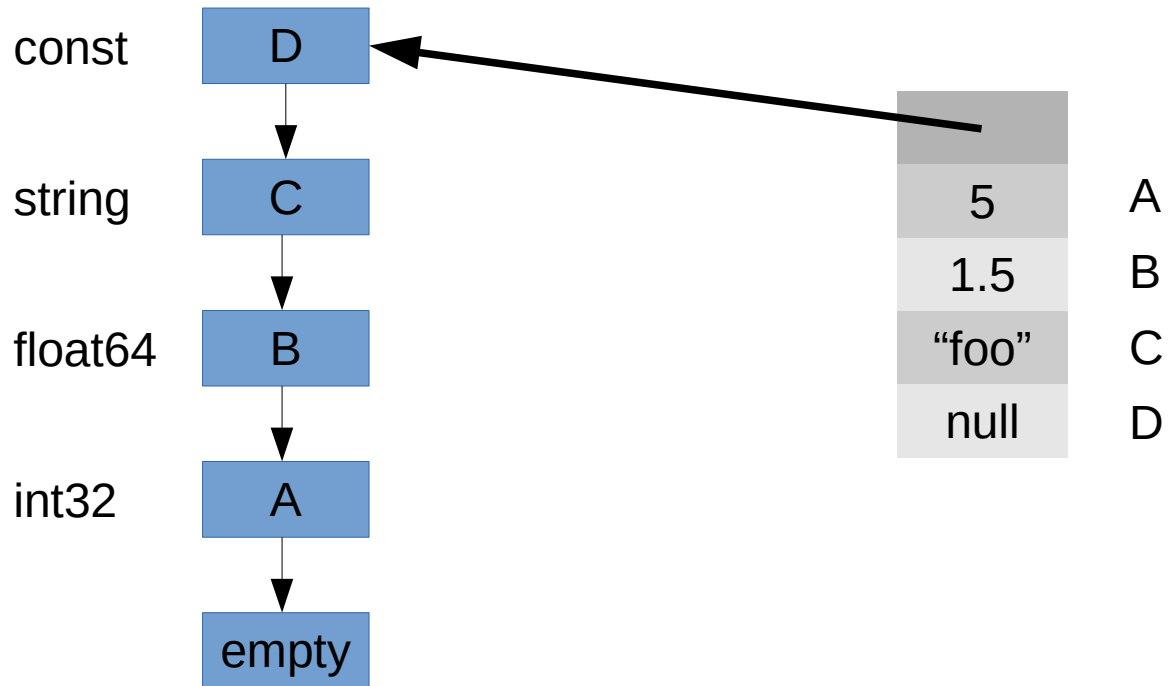 const D
string C
float64 B
int32 A
empty
5 A
1.5 B
“foo” C
null D